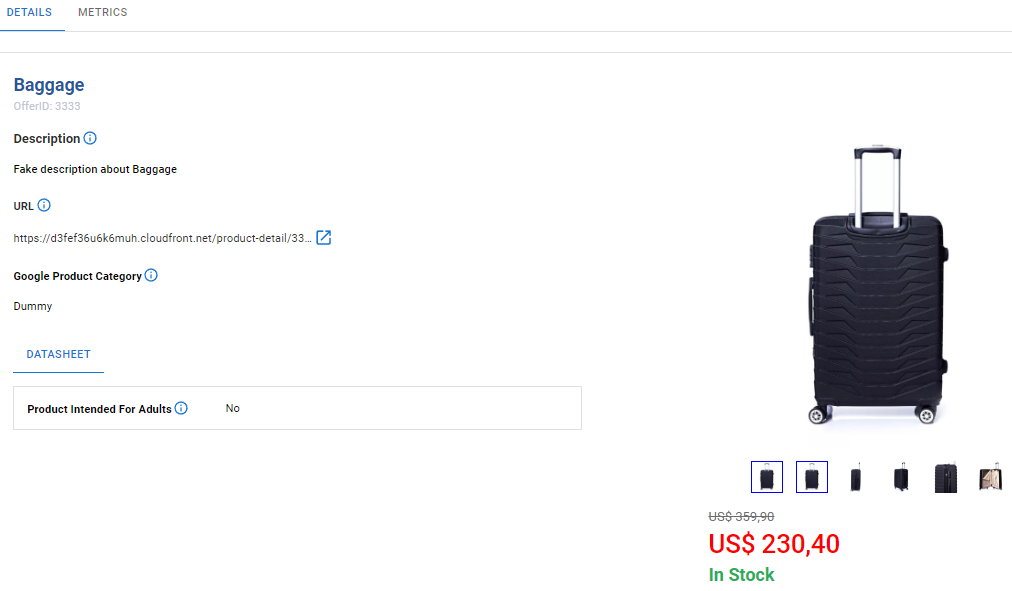 DETAILS METRICS
Baggage
OfferID: 3333
Description
Fake description about Baggage
URL
https://d3fef36u6k6muh.cloudfront.net/product-detail/33...
Google Product Category
Dummy
DATASHEET
Product Intended For Adults No
US$ 359,90
US$ 230,40
In Stock